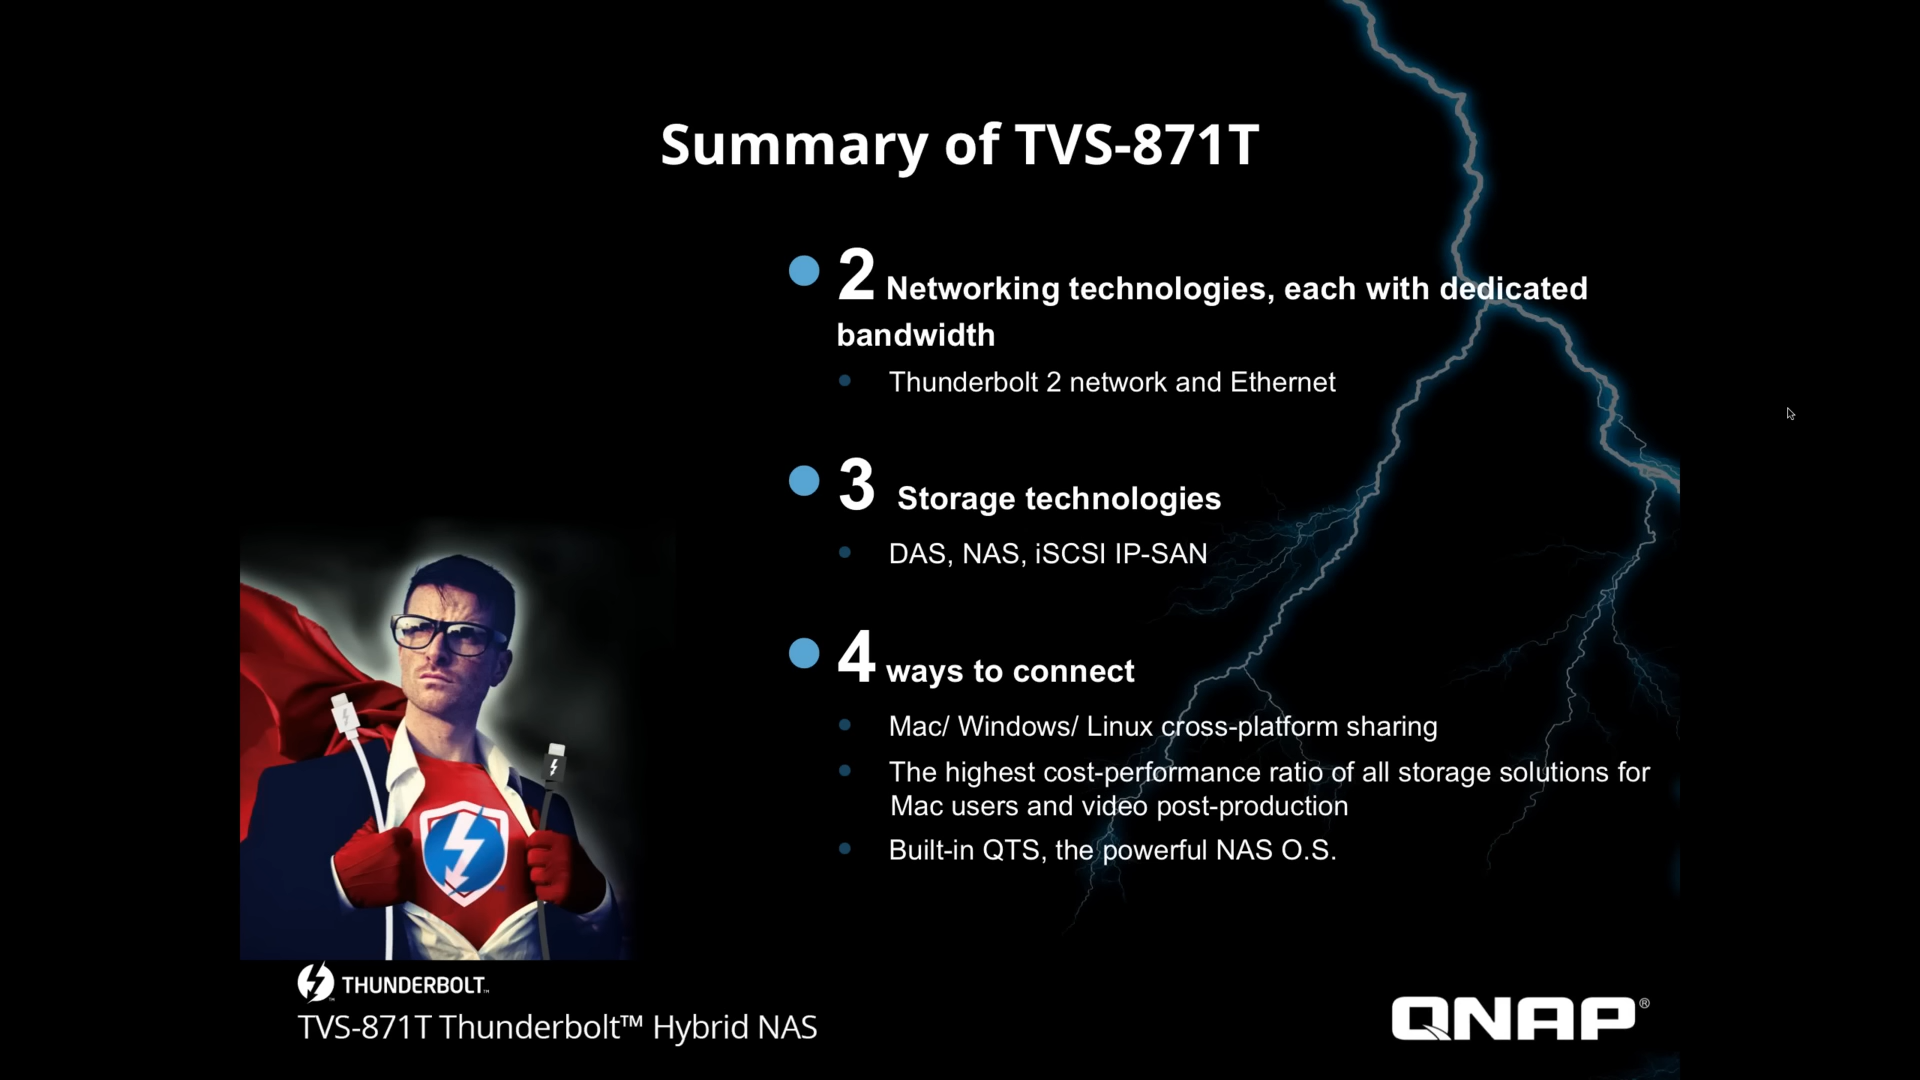 Summary of TVS-871T
2 Networking technologies, each with dedicated
bandwidth
Thunderbolt 2 network and Ethernet
3 Storage technologies
DAS, NAS, iSCSI IP-SAN
4 ways to connect
Mac/ Windows/ Linux cross-platform sharing
The highest cost-performance ratio of all storage solutions for
Mac users and video post-production
Built-in QTS, the powerful NAS O.S.
THUNDERBOLT™
TVS-871T Thunderbolt™ Hybrid NAS
QNAP®